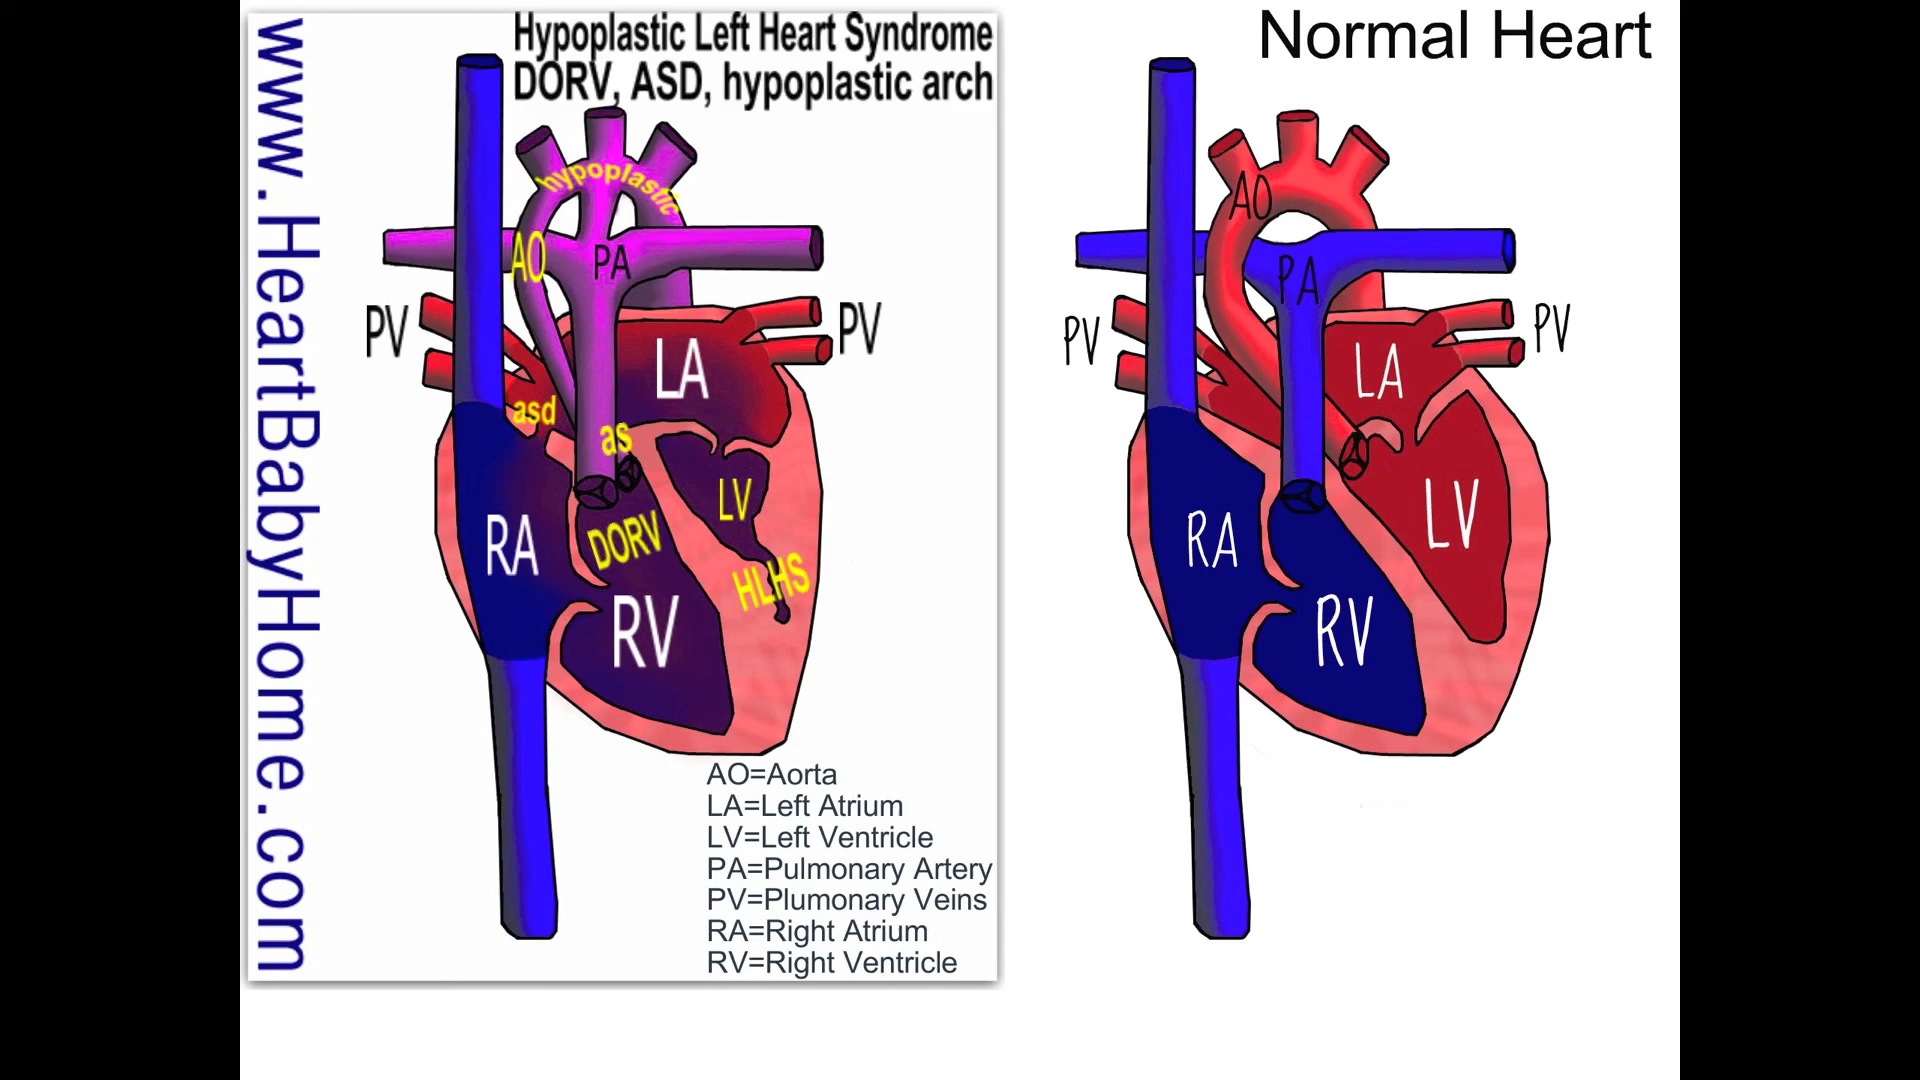 www.HeartBabyHome.com
Hypoplastic Left Heart Syndrome
DORV, ASD, hypoplastic arch
hypoplastic
AO
PA
PV
PV
LA
asd
as
LV
RA
DORV
HLHS
RV
AO=Aorta
LA=Left Atrium
LV=Left Ventricle
PA=Pulmonary Artery
PV=Plumonary Veins
RA=Right Atrium
RV=Right Ventricle
Normal Heart
AO
PA
PV
PV
LA
LV
RA
RV